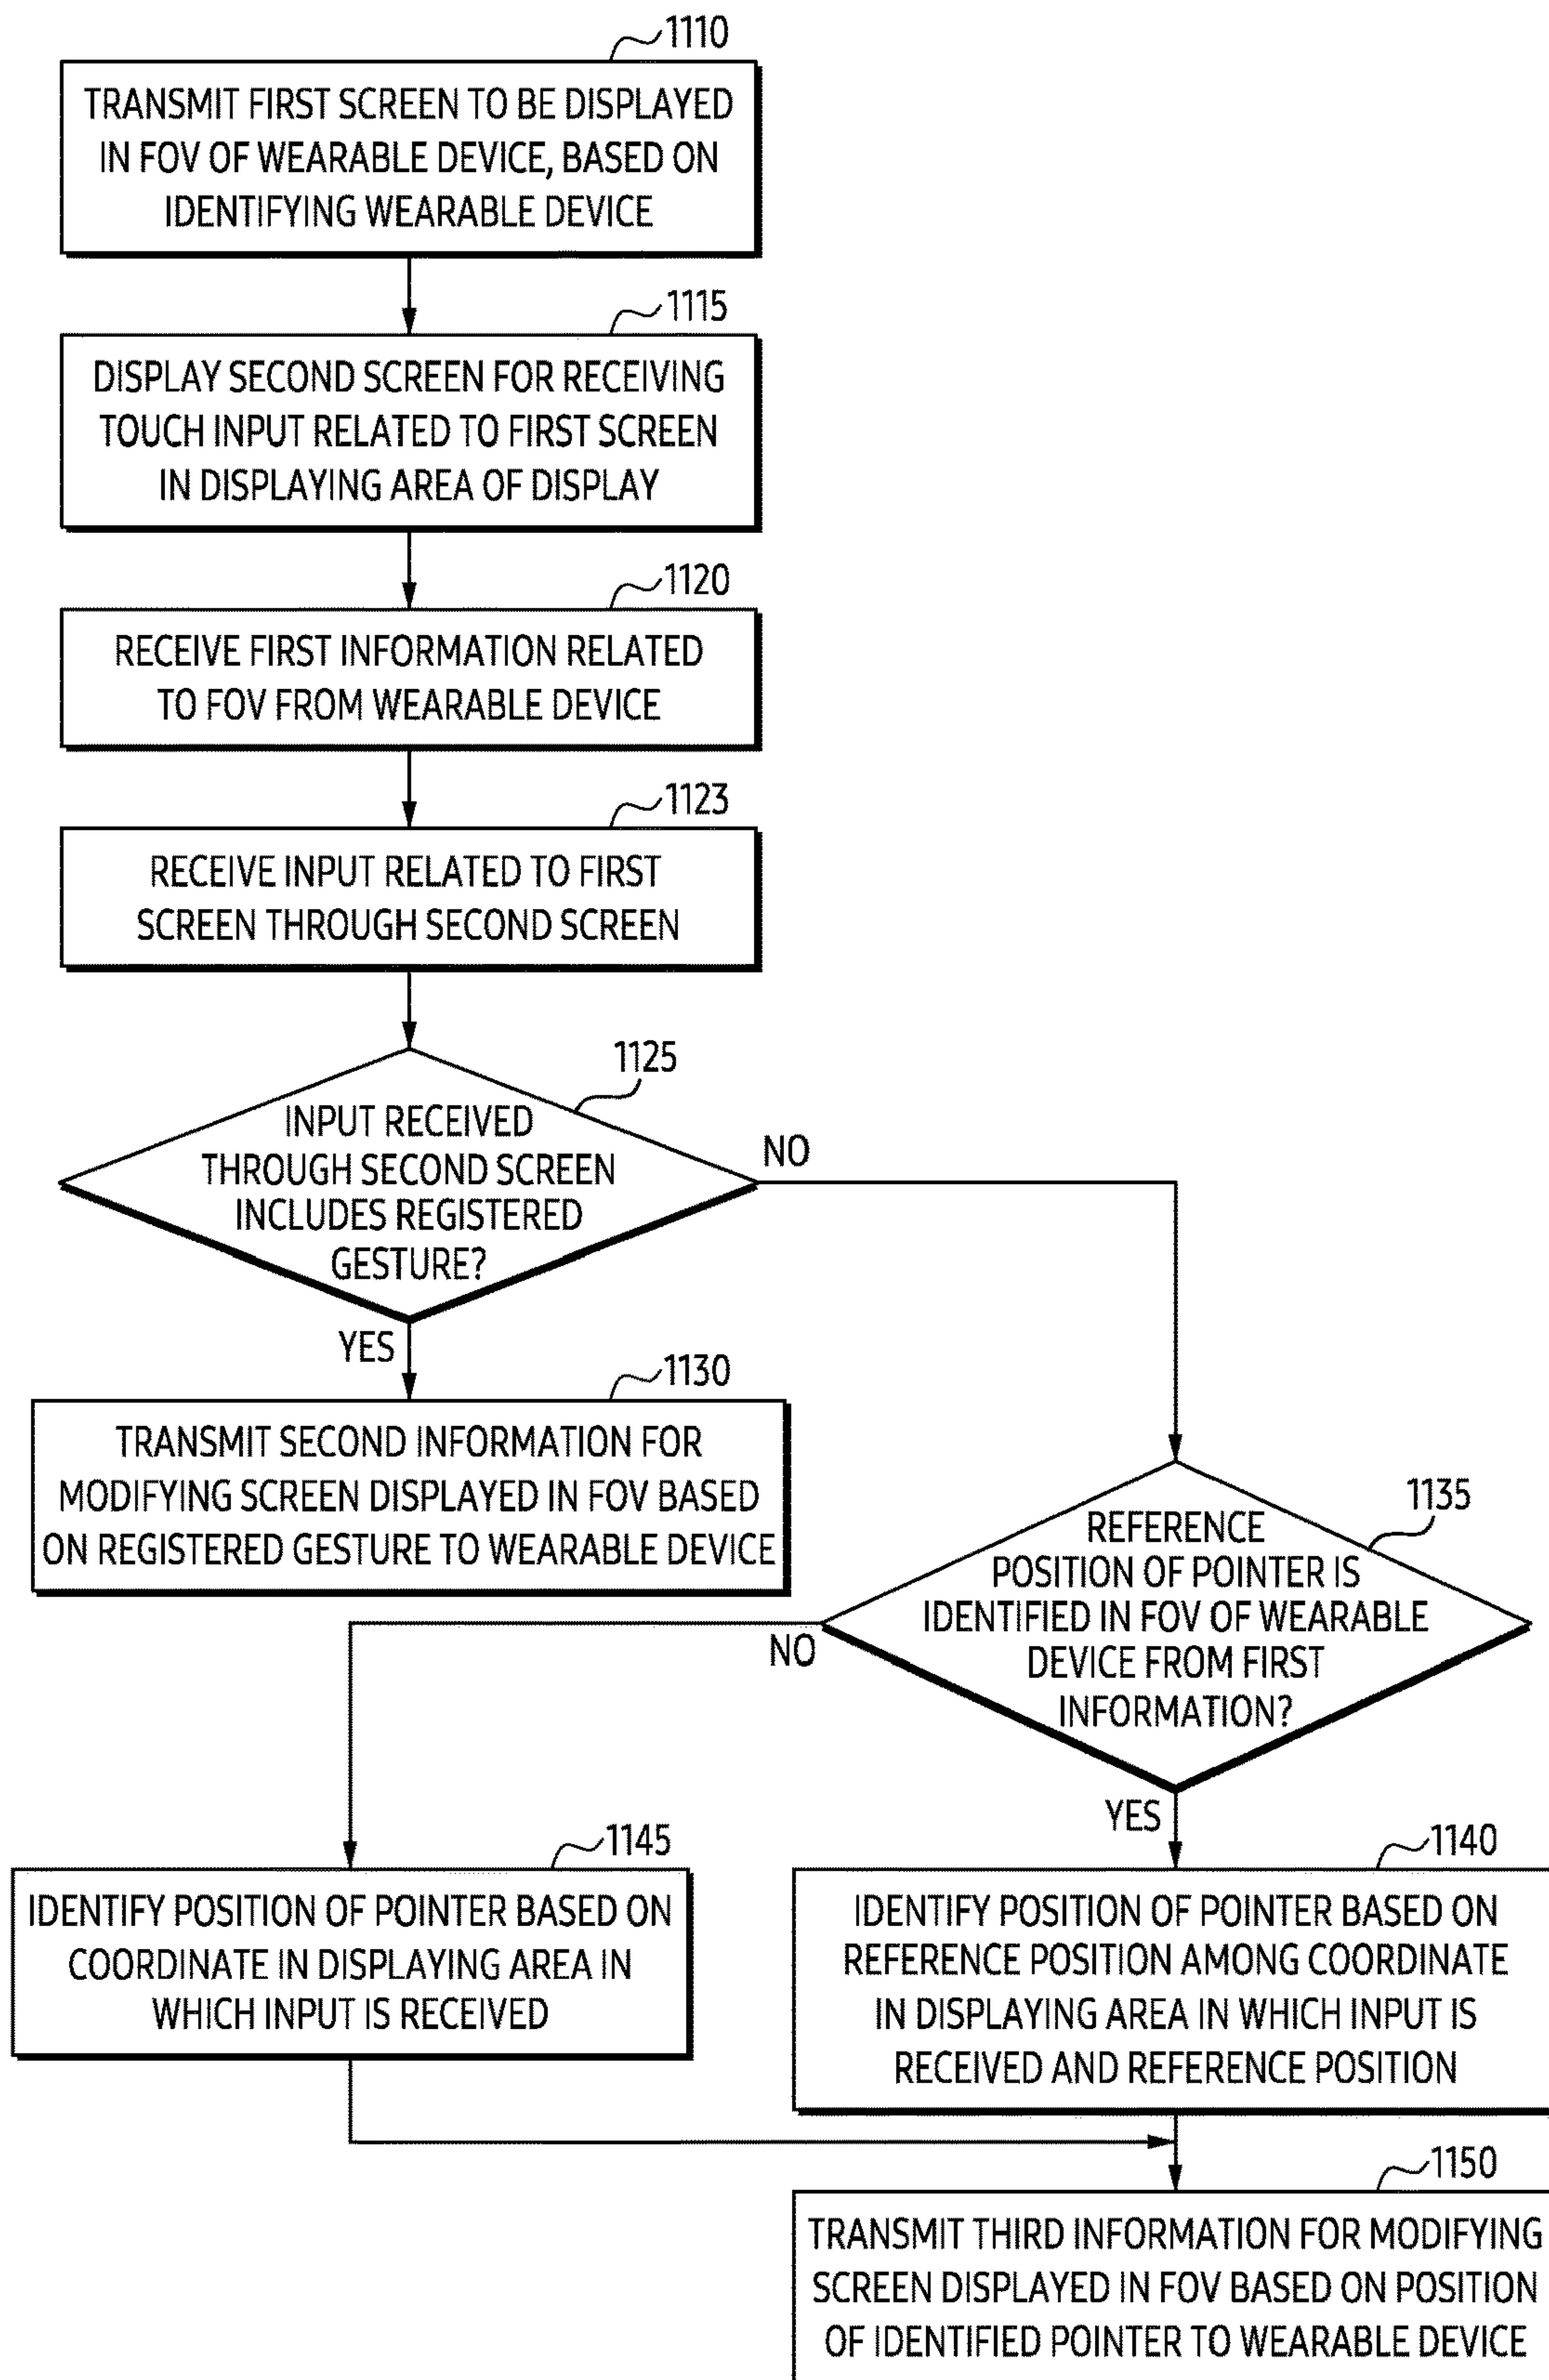 1110
TRANSMIT FIRST SCREEN TO BE DISPLAYED
IN FOV OF WEARABLE DEVICE, BASED ON
IDENTIFYING WEARABLE DEVICE
1115
DISPLAY SECOND SCREEN FOR RECEIVING
TOUCH INPUT RELATED TO FIRST SCREEN
IN DISPLAYING AREA OF DISPLAY
1120
RECEIVE FIRST INFORMATION RELATED
TO FOV FROM WEARABLE DEVICE
1123
RECEIVE INPUT RELATED TO FIRST
SCREEN THROUGH SECOND SCREEN
1125
INPUT RECEIVED
THROUGH SECOND SCREEN
INCLUDES REGISTERED
GESTURE?
NO
YES
1130
TRANSMIT SECOND INFORMATION FOR
MODIFYING SCREEN DISPLAYED IN FOV BASED
ON REGISTERED GESTURE TO WEARABLE DEVICE
1135
REFERENCE
POSITION OF POINTER IS
IDENTIFIED IN FOV OF WEARABLE
DEVICE FROM FIRST
INFORMATION?
NO
YES
1145
IDENTIFY POSITION OF POINTER BASED ON
COORDINATE IN DISPLAYING AREA IN
WHICH INPUT IS RECEIVED
1140
IDENTIFY POSITION OF POINTER BASED ON
REFERENCE POSITION AMONG COORDINATE
IN DISPLAYING AREA IN WHICH INPUT IS
RECEIVED AND REFERENCE POSITION
1150
TRANSMIT THIRD INFORMATION FOR MODIFYING
SCREEN DISPLAYED IN FOV BASED ON POSITION
OF IDENTIFIED POINTER TO WEARABLE DEVICE